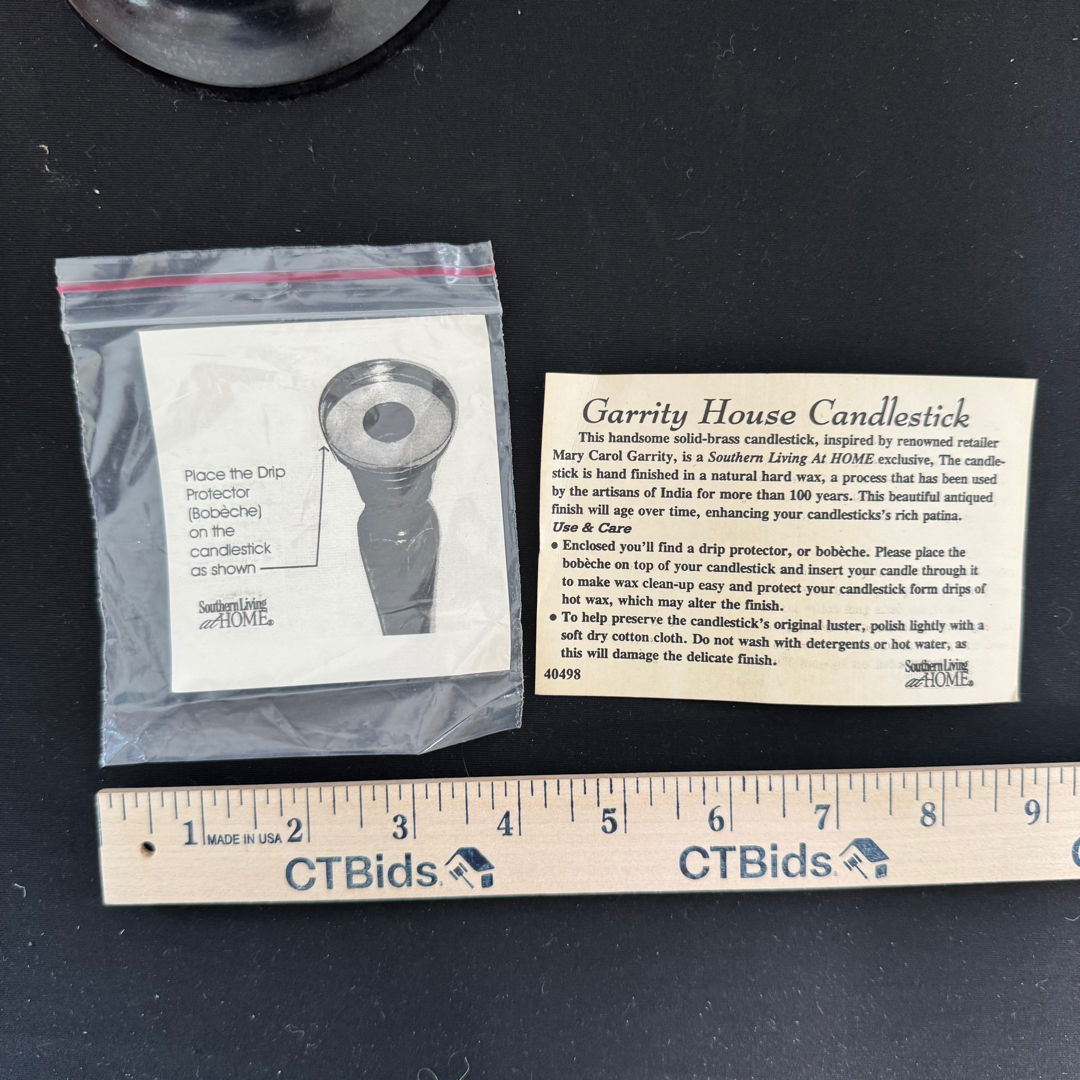 Place the Drip
Protector
(Bobèche)
on the
candlestick
as shown
Southern Living
at HOME®
Garrity House Candlestick
This handsome solid-brass candlestick, inspired by renowned retailer
Mary Carol Garrity, is a Southern Living At HOME exclusive, The candle-
stick is hand finished in a natural hard wax, a process that has been used
by the artisans of India for more than 100 years. This beautiful antiqued
finish will age over time, enhancing your candlesticks's rich patina.
Use & Care
• Enclosed you'll find a drip protector, or bobèche. Please place the
bobèche on top of your candlestick and insert your candle through it
to make wax clean-up easy and protect your candlestick form drips of
hot wax, which may alter the finish.
• To help preserve the candlestick's original luster, polish lightly with a
soft dry cotton cloth. Do not wash with detergents or hot water, as
this will damage the delicate finish.
40498
Southern Living
at HOME®
1 MADE IN USA 2 3 4 5 6 7 8 9
CTBids CTBids